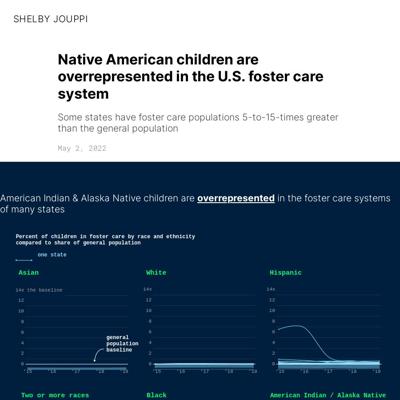 SHELBY JOUPPI
Native American children are
overrepresented in the U.S. foster care
system
Some states have foster care populations 5-to-15-times greater
than the general population
May 2, 2022
American Indian & Alaska Native children are overrepresented in the foster care systems
of many states
Percent of children in foster care by race and ethnicity
compared to share of general population
one state
Asian
White
Hispanic
14x the baseline
14x
14x
12
12
12
10
10
10
8
8
8
6
6
6
4
4
4
2
2
2
0
0
0
general
population
baseline
'15
'16
'17
'18
'19
'15
'16
'17
'18
'19
'15
'16
'17
'18
'19
Two or more races
Black
American Indian / Alaska Native